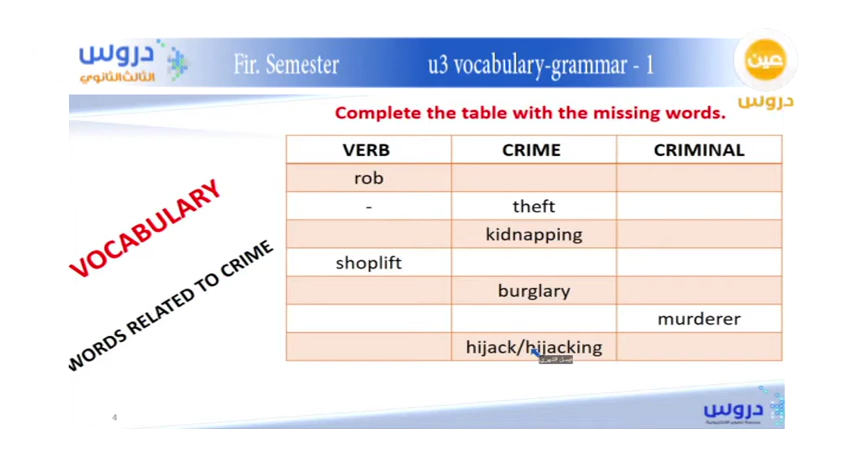 دروس
الثالث الثانوي
Fir. Semester
u3 vocabulary-grammar - 1
عين
دروس
Complete the table with the missing words.
VERB CRIME CRIMINAL
rob
- theft
kidnapping
shoplift
burglary
murderer
hijack/hijacking
VOCABULARY
WORDS RELATED TO CRIME
4
دروس